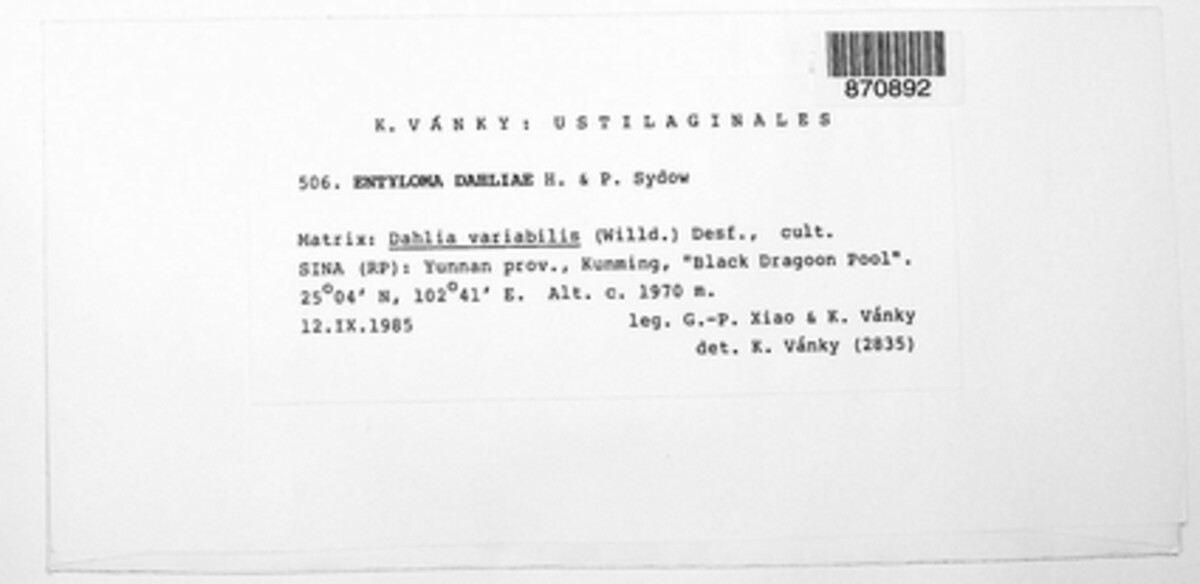 870892
K. VÁNKY: USTILAGINALES
506. ENTYLOMA DAHLIAE H. & P. Sydow
Matrix: Dahlia variabilis (Willd.) Desf., cult.
SINA (RP): Yunnan prov., Kunming, "Black Dragoon Pool".
25°04' N, 102°41' E. Alt. c. 1970 m.
12.IX.1985 leg. G.-P. Xiao & K. Vánky
det. K. Vánky (2835)